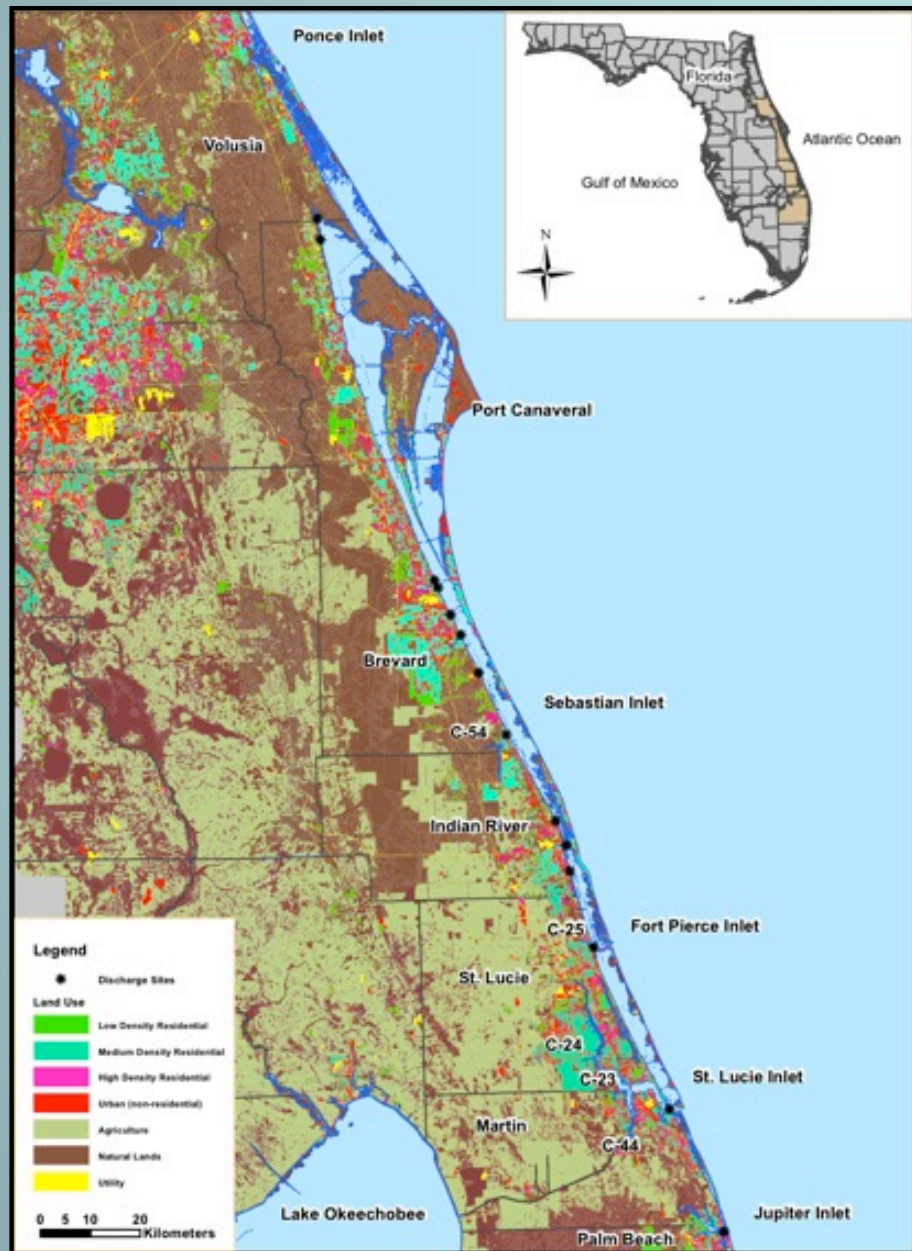 Ponce Inlet
Florida
Volusia
Atlantic Ocean
Gulf of Mexico
N
Port Canaveral
Brevard
Sebastian Inlet
C-54
Indian River
Fort Pierce Inlet
C-25
Legend
St. Lucie
Discharge Sites
Land Use
Low Density Residential
Medium Density Residential
C-24
High Density Residential
C-23
St. Lucie Inlet
Urban (non-residential)
Martin
Agriculture
C-44
Natural Lands
Utility
Lake Okeechobee
Jupiter Inlet
0 5 10 20
Kilometers
Palm Beach